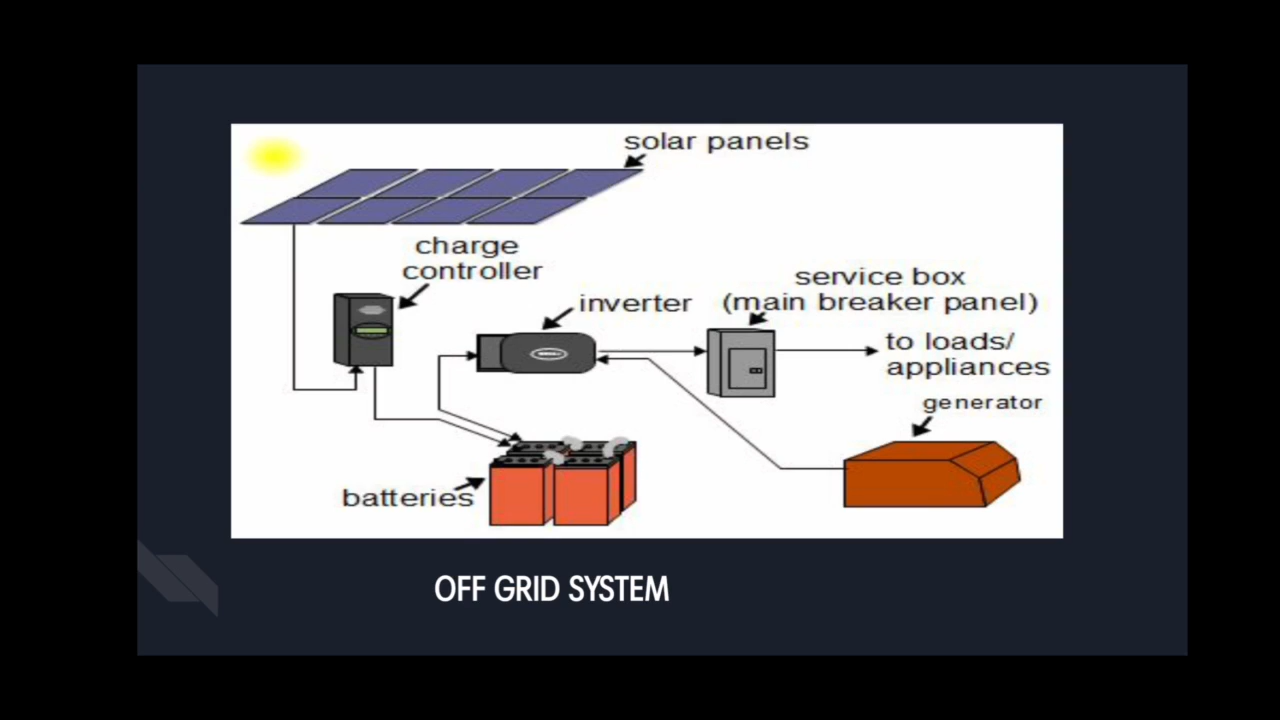 solar panels
charge
controller
inverter
service box
(main breaker panel)
to loads/
appliances
generator
batteries
OFF GRID SYSTEM